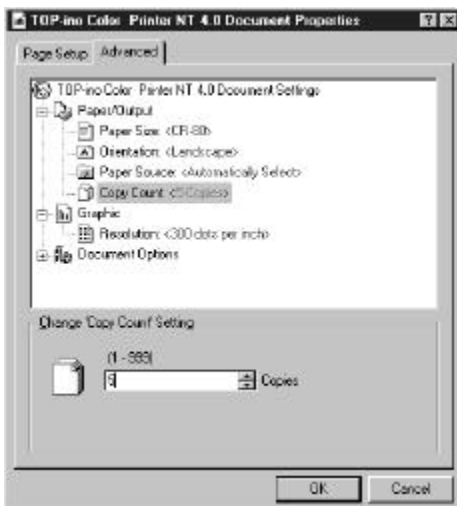 TOP-ino Color Printer NT 4.0 Document Properties
Page Setup Advanced
TOP-ino Color Printer NT 4.0 Document Settings
Paper/Output
Paper Size: <CR-80>
Orientation: <Landscape>
Paper Source: <Automatically Select>
Copy Count: <5 Copies>
Graphic
Resolution: <300 dots per inch>
Document Options
Change 'Copy Count' Setting
(1 - 999)
5 Copies
OK Cancel